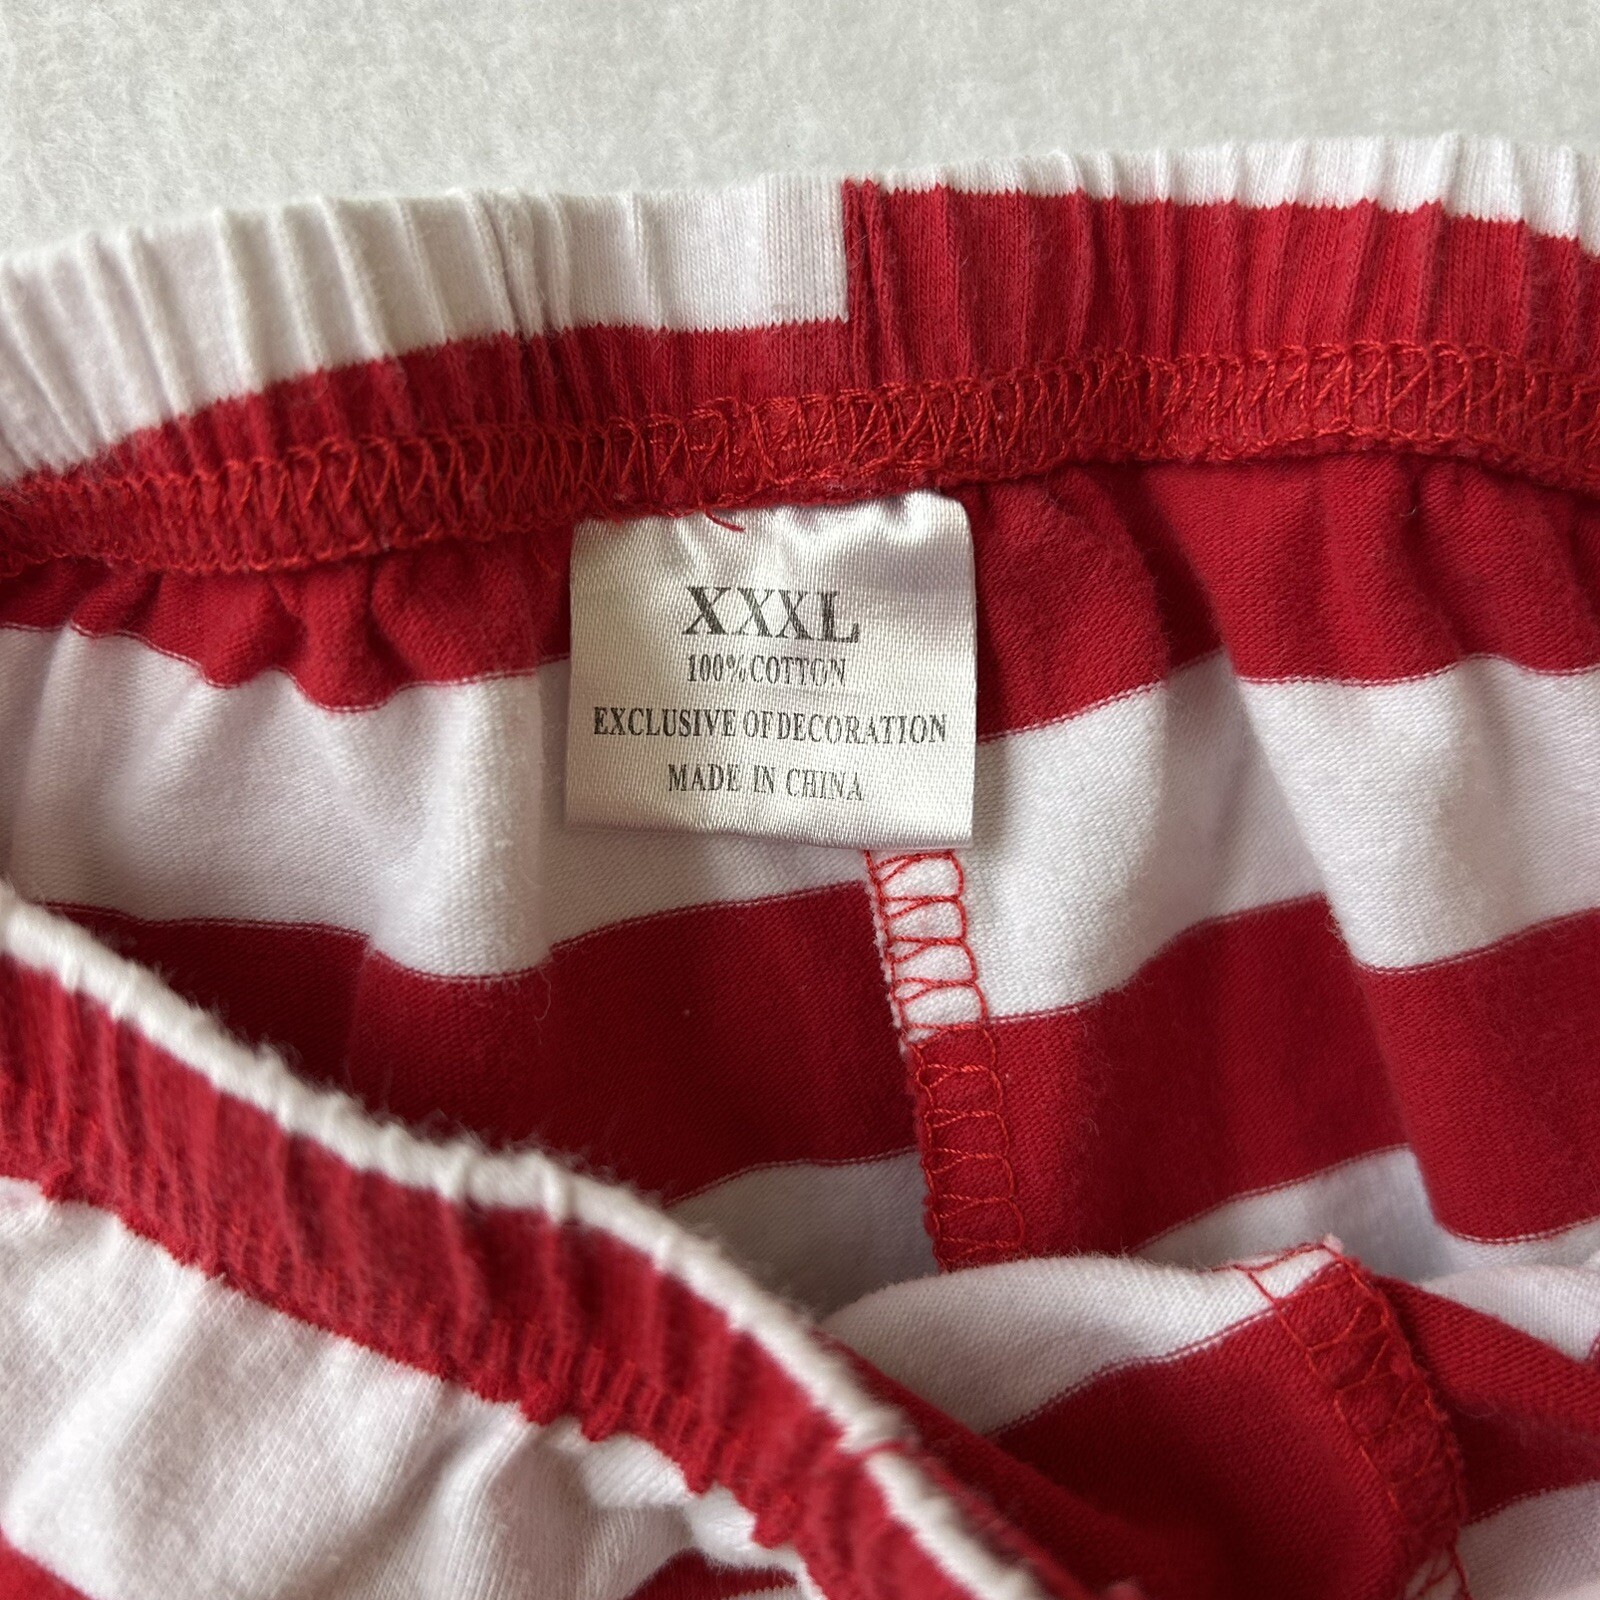 XXXL
100% COTTON
EXCLUSIVE OF DECORATION
MADE IN CHINA